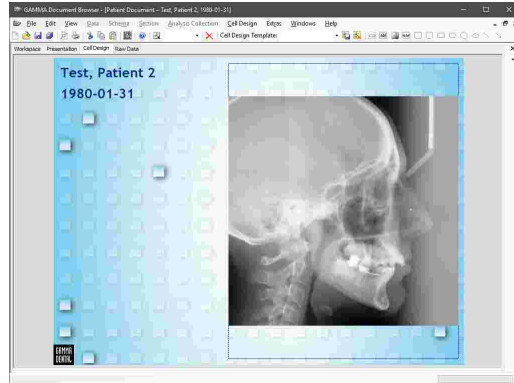 GAMMA Document Browser - [Patient Document - Test, Patient 2, 1980-01-31]
File Edit View Data Schema Section Analysis Collection Cell Design Extras Windows Help
Cell Design Template:
Workspace Presentation Cell Design Raw Data
Test, Patient 2
1980-01-31
GAMMA
DENTAL